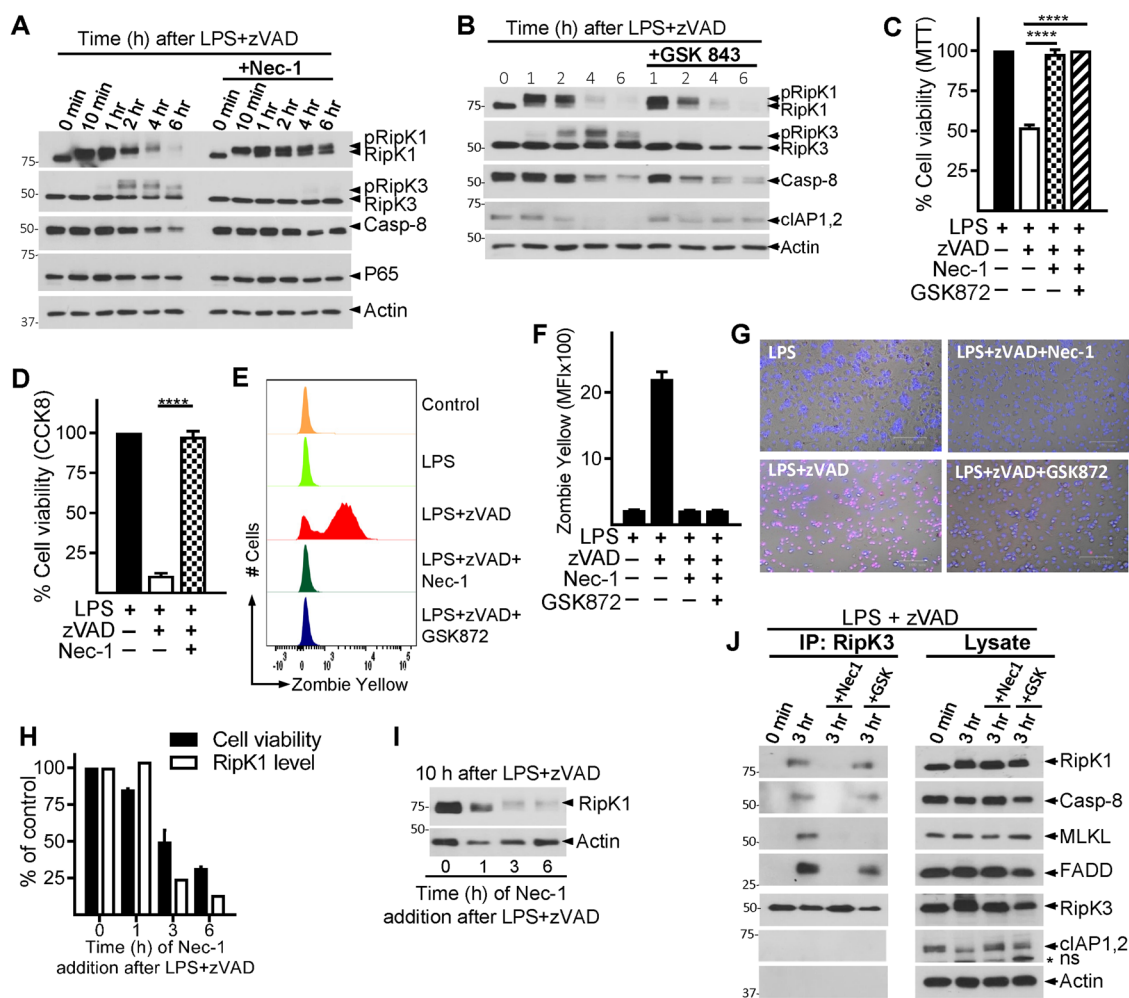 A
Time (h) after LPS+zVAD
+Nec-1
0 min
10 min
1 hr
2 hr
4 hr
6 hr
0 min
10 min
1 hr
2 hr
4 hr
6 hr
75-
pRipK1
RipK1
50-
pRipK3
RipK3
50-
Casp-8
75-
P65
37-
Actin
B
Time (h) after LPS+zVAD
+GSK 843
0 1 2 4 6 1 2 4 6
75-
pRipK1
RipK1
50-
pRipK3
RipK3
50-
Casp-8
75-
50-
cIAP1,2
Actin
C
% Cell viability (MTT)
100
50
0
**** 
****
LPS + + + +
zVAD – + + +
Nec-1 – – + +
GSK872 – – – +
D
% Cell viability (CCK8)
100
75
50
25
****
LPS + + +
zVAD – + +
Nec-1 – – +
E
# Cells
Control
LPS
LPS+zVAD
LPS+zVAD+
Nec-1
LPS+zVAD+
GSK872
-10³ 0 10³ 10⁴ 10⁵
Zombie Yellow
F
Zombie Yellow (MFIx100)
20
10
0
LPS + + + +
zVAD + + +
Nec-1 + +
GSK872 +
G
LPS
LPS+zVAD+Nec-1
LPS+zVAD
LPS+zVAD+GSK872
H
Cell viability
RipK1 level
% of control
100
75
50
25
0
0 1 3 6
Time (h) of Nec-1
addition after LPS+zVAD
I
10 h after LPS+zVAD
75-
RipK1
50-
Actin
0 1 3 6
Time (h) of Nec-1
addition after LPS+zVAD
J
LPS + zVAD
IP: RipK3
Lysate
+Nec1
+GSK
+Nec1
+GSK
0 min
3 hr
3 hr
3 hr
0 min
3 hr
3 hr
3 hr
75-
RipK1
50-
Casp-8
50-
MLKL
25-
FADD
50-
RipK3
75-
cIAP1,2
* ns
37-
Actin